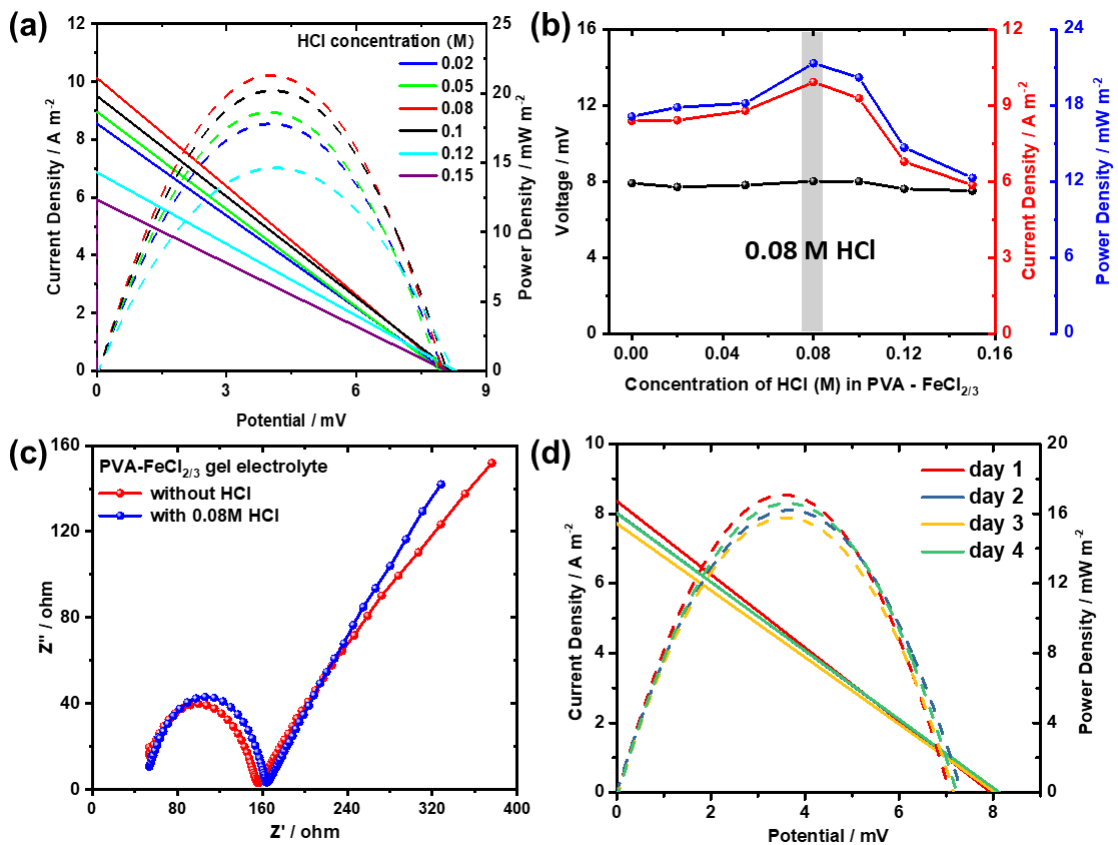 (a)
HCl concentration (M)
0.02
0.05
0.08
0.1
0.12
0.15
12
10
8
6
4
2
0
25
20
15
10
5
0
0
3
6
9
Current Density / A m-2
Power Density / mW m-2
Potential / mV
(b)
16
12
8
4
0
12
9
6
3
0
24
18
12
6
0
0.00
0.04
0.08
0.12
0.16
Voltage / mV
Current Density / A m-2
Power Density / mW m-2
0.08 M HCl
Concentration of HCl (M) in PVA - FeCl2/3
(c)
PVA-FeCl2/3 gel electrolyte
without HCl
with 0.08M HCl
160
120
80
40
0
0
80
160
240
320
400
Z'' / ohm
Z' / ohm
(d)
day 1
day 2
day 3
day 4
10
8
6
4
2
0
20
16
12
8
4
0
0
2
4
6
8
Current Density / A m-2
Power Density / mW m-2
Potential / mV